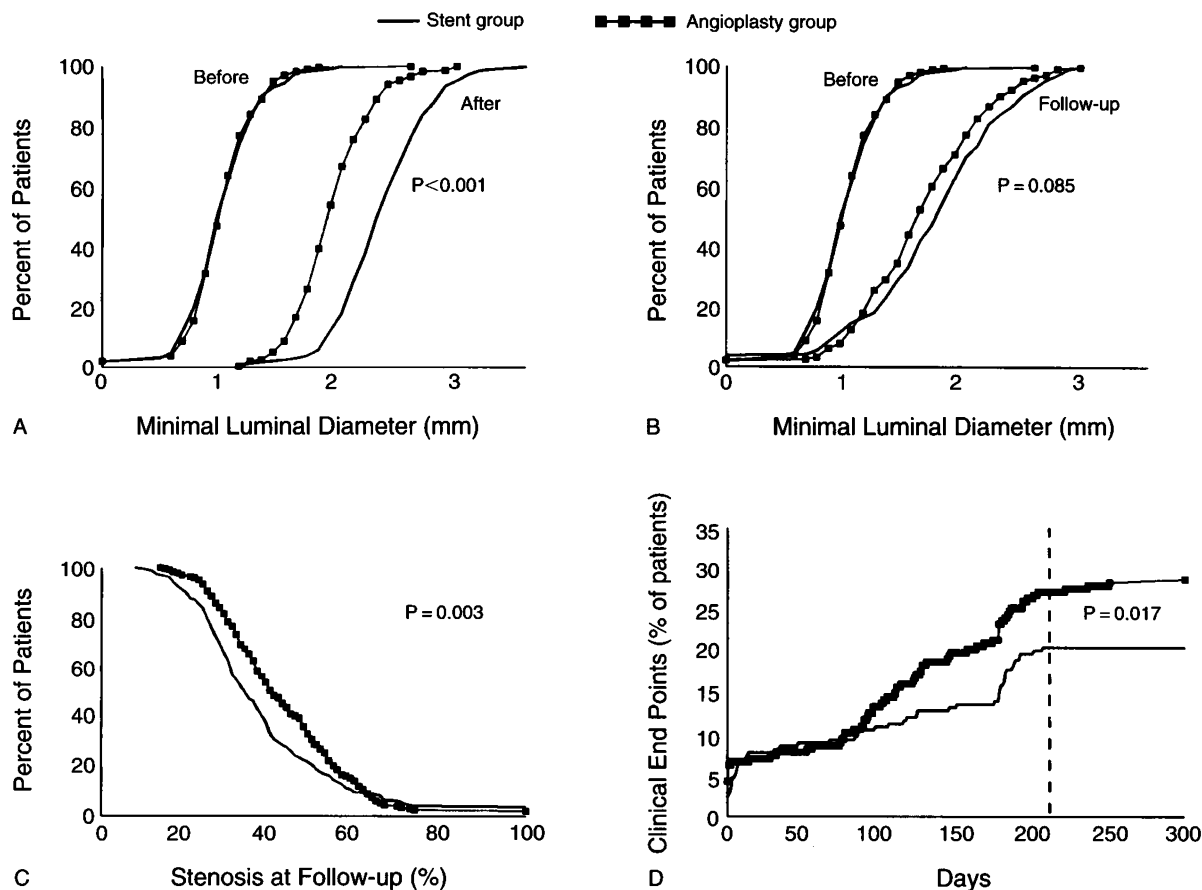 Stent group
Angioplasty group
100
80
60
40
20
0
Percent of Patients
Before
After
P<0.001
0 1 2 3
A Minimal Luminal Diameter (mm)
100
80
60
40
20
0
Percent of Patients
Before
Follow-up
P = 0.085
0 1 2 3
B Minimal Luminal Diameter (mm)
100
80
60
40
20
0
Percent of Patients
P = 0.003
0 20 40 60 80 100
C Stenosis at Follow-up (%)
35
30
25
20
15
10
5
0
Clinical End Points (% of patients)
P = 0.017
0 50 100 150 200 250 300
D Days